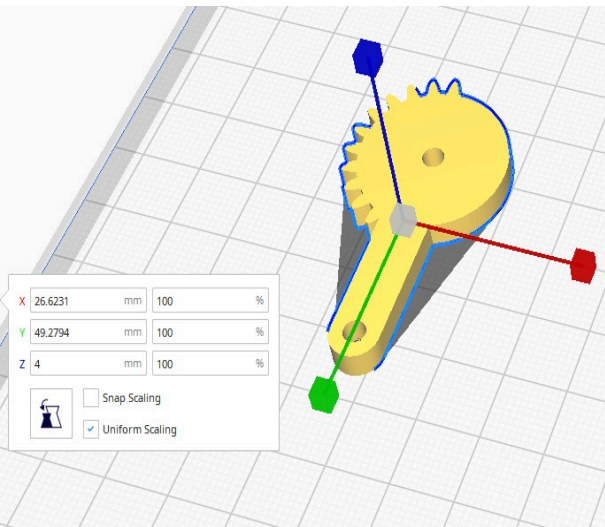 X 26.6231 mm 100 %
Y 49.2794 mm 100 %
Z 4 mm 100 %
Snap Scaling
Uniform Scaling